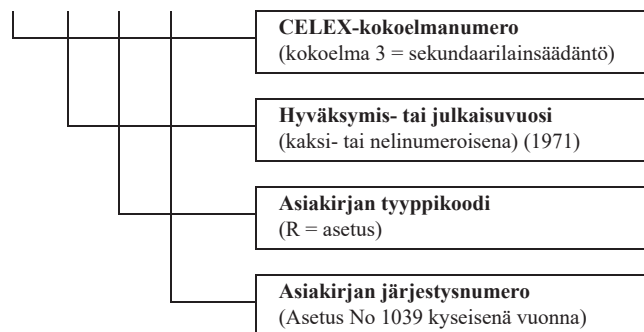 CELEX-kokoelmanumero
(kokoelma 3 = sekundaarilainsäädäntö)
Hyväksymis- tai julkaisuvuosi
(kaksi- tai nelinumeroisena) (1971)
Asiakirjan tyyppikoodi
(R = asetus)
Asiakirjan järjestysnumero
(Asetus No 1039 kyseisenä vuonna)